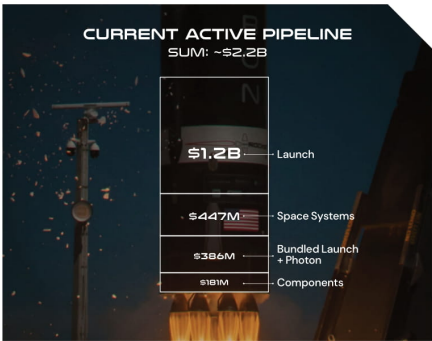 CURRENT ACTIVE PIPELINE
SUM: ~$2.2B
$1.2B
Launch
$447M
Space Systems
$386M
Bundled Launch
+ Photon
$181M
Components